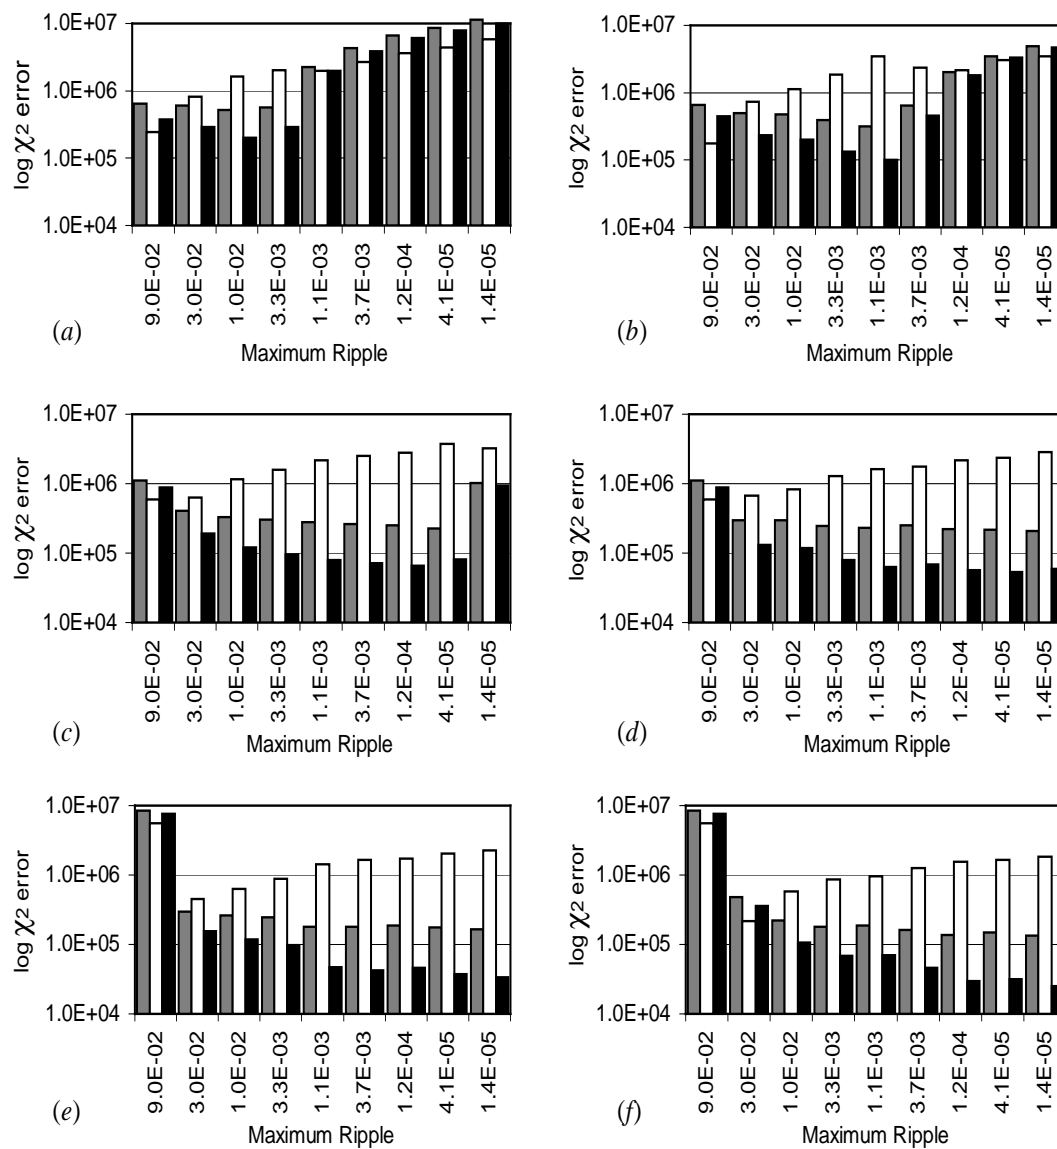 1.0E+07
1.0E+06
1.0E+05
1.0E+04
log χ2 error
9.0E-02
3.0E-02
1.0E-02
3.3E-03
1.1E-03
3.7E-03
1.2E-04
4.1E-05
1.4E-05
(a)
Maximum Ripple
1.0E+07
1.0E+06
1.0E+05
1.0E+04
log χ2 error
9.0E-02
3.0E-02
1.0E-02
3.3E-03
1.1E-03
3.7E-03
1.2E-04
4.1E-05
1.4E-05
(b)
Maximum Ripple
1.0E+07
1.0E+06
1.0E+05
1.0E+04
log χ2 error
9.0E-02
3.0E-02
1.0E-02
3.3E-03
1.1E-03
3.7E-03
1.2E-04
4.1E-05
1.4E-05
(c)
Maximum Ripple
1.0E+07
1.0E+06
1.0E+05
1.0E+04
log χ2 error
9.0E-02
3.0E-02
1.0E-02
3.3E-03
1.1E-03
3.7E-03
1.2E-04
4.1E-05
1.4E-05
(d)
Maximum Ripple
1.0E+07
1.0E+06
1.0E+05
1.0E+04
log χ2 error
9.0E-02
3.0E-02
1.0E-02
3.3E-03
1.1E-03
3.7E-03
1.2E-04
4.1E-05
1.4E-05
(e)
Maximum Ripple
1.0E+07
1.0E+06
1.0E+05
1.0E+04
log χ2 error
9.0E-02
3.0E-02
1.0E-02
3.3E-03
1.1E-03
3.7E-03
1.2E-04
4.1E-05
1.4E-05
(f)
Maximum Ripple